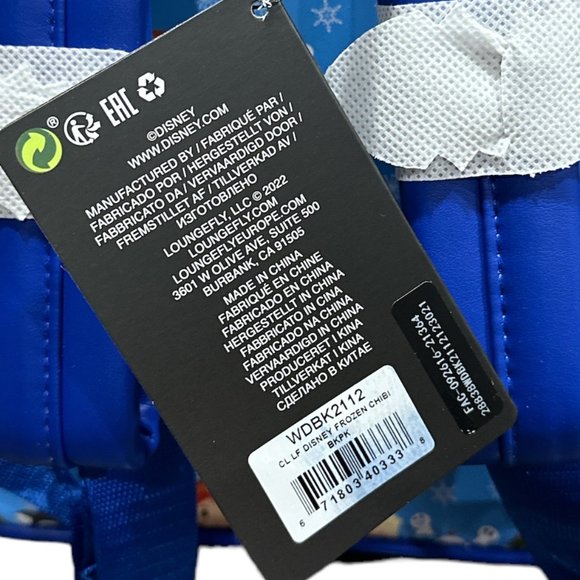 EAC
©DISNEY
WWW.DISNEY.COM
MANUFACTURED BY / FABRIQUÉ PAR /
FABRICADO POR / HERGESTELLT VON /
FABBRICATO DA / VERVAARDIGD DOOR /
FREMSTILLET AF / TILLVERKAD AV /
ИЗГОТОВЛЕНО
LOUNGEFLY, LLC © 2022
LOUNGEFLY.COM
LOUNGEFLYEUROPE.COM
3601 W OLIVE AVE, SUITE 500
BURBANK, CA 91505
MADE IN CHINA
FABRIQUÉ EN CHINE
FABRICADO EN CHINA
HERGESTELLT IN CHINA
FABBRICATO IN CINA
FABRICADO NA CHINA
VERVAARDIGD IN CHINA
PRODUCERET I KINA
TILLVERKAT I KINA
СДЕЛАНО В КИТАЕ
WDBK2112
CL LF DISNEY FROZEN CHIBI
BKPK
6 71803 40333 8
FAC-092616-21364
28838WDBK2112123021